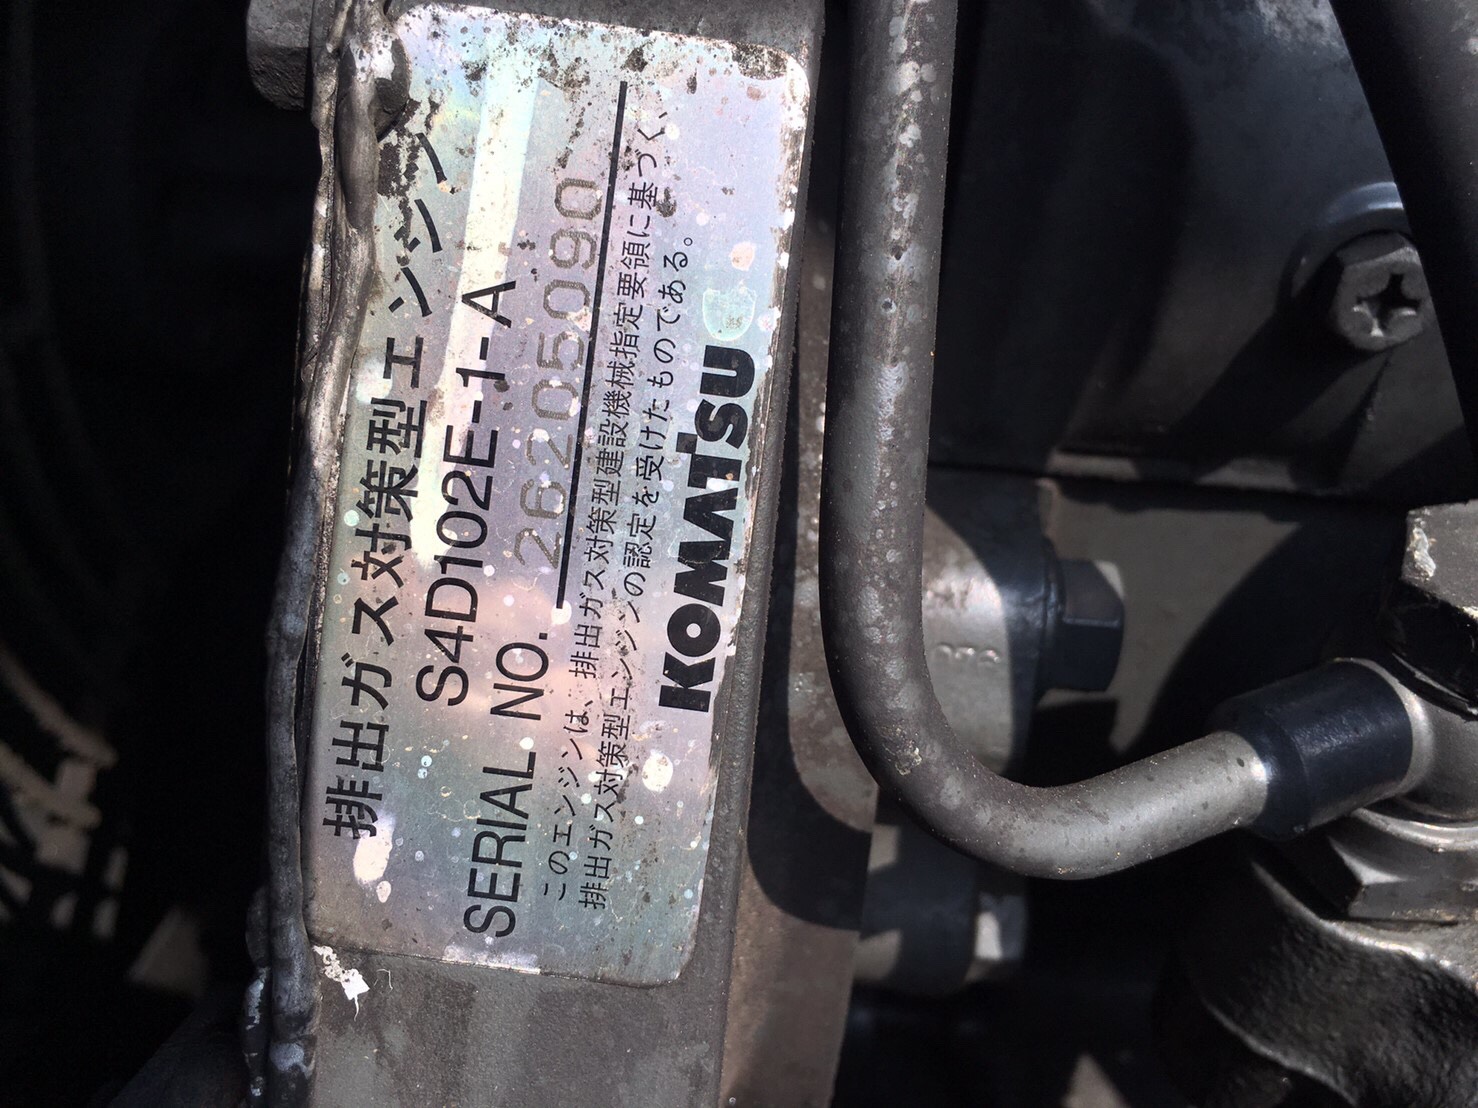 排出ガス対策型エンジン
S4D102E-1-A
SERIAL NO. 26205090
このエンジンは、排出ガス対策型建設機械指定要領に基づく、
排出ガス対策型エンジンの認定を受けたものである。
KOMATSU